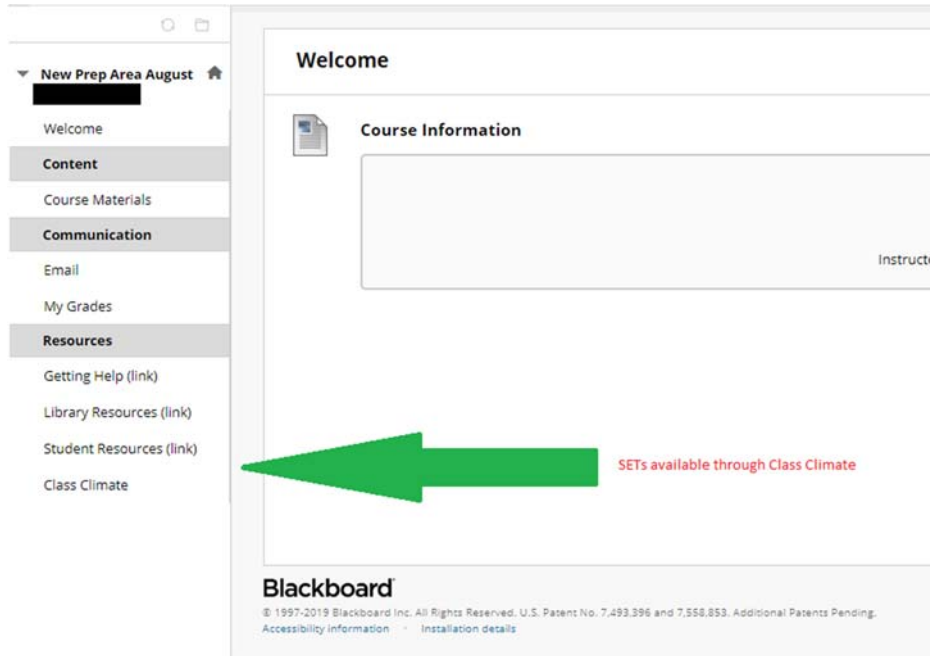 New Prep Area August
Welcome
Content
Course Materials
Communication
Email
My Grades
Resources
Getting Help (link)
Library Resources (link)
Student Resources (link)
Class Climate
Welcome
Course Information
SETs available through Class Climate
Blackboard
© 1997-2019 Blackboard Inc. All Rights Reserved. U.S. Patent No. 7,493,396 and 7,558,853. Additional Patents Pending.
Accessibility information · Installation details